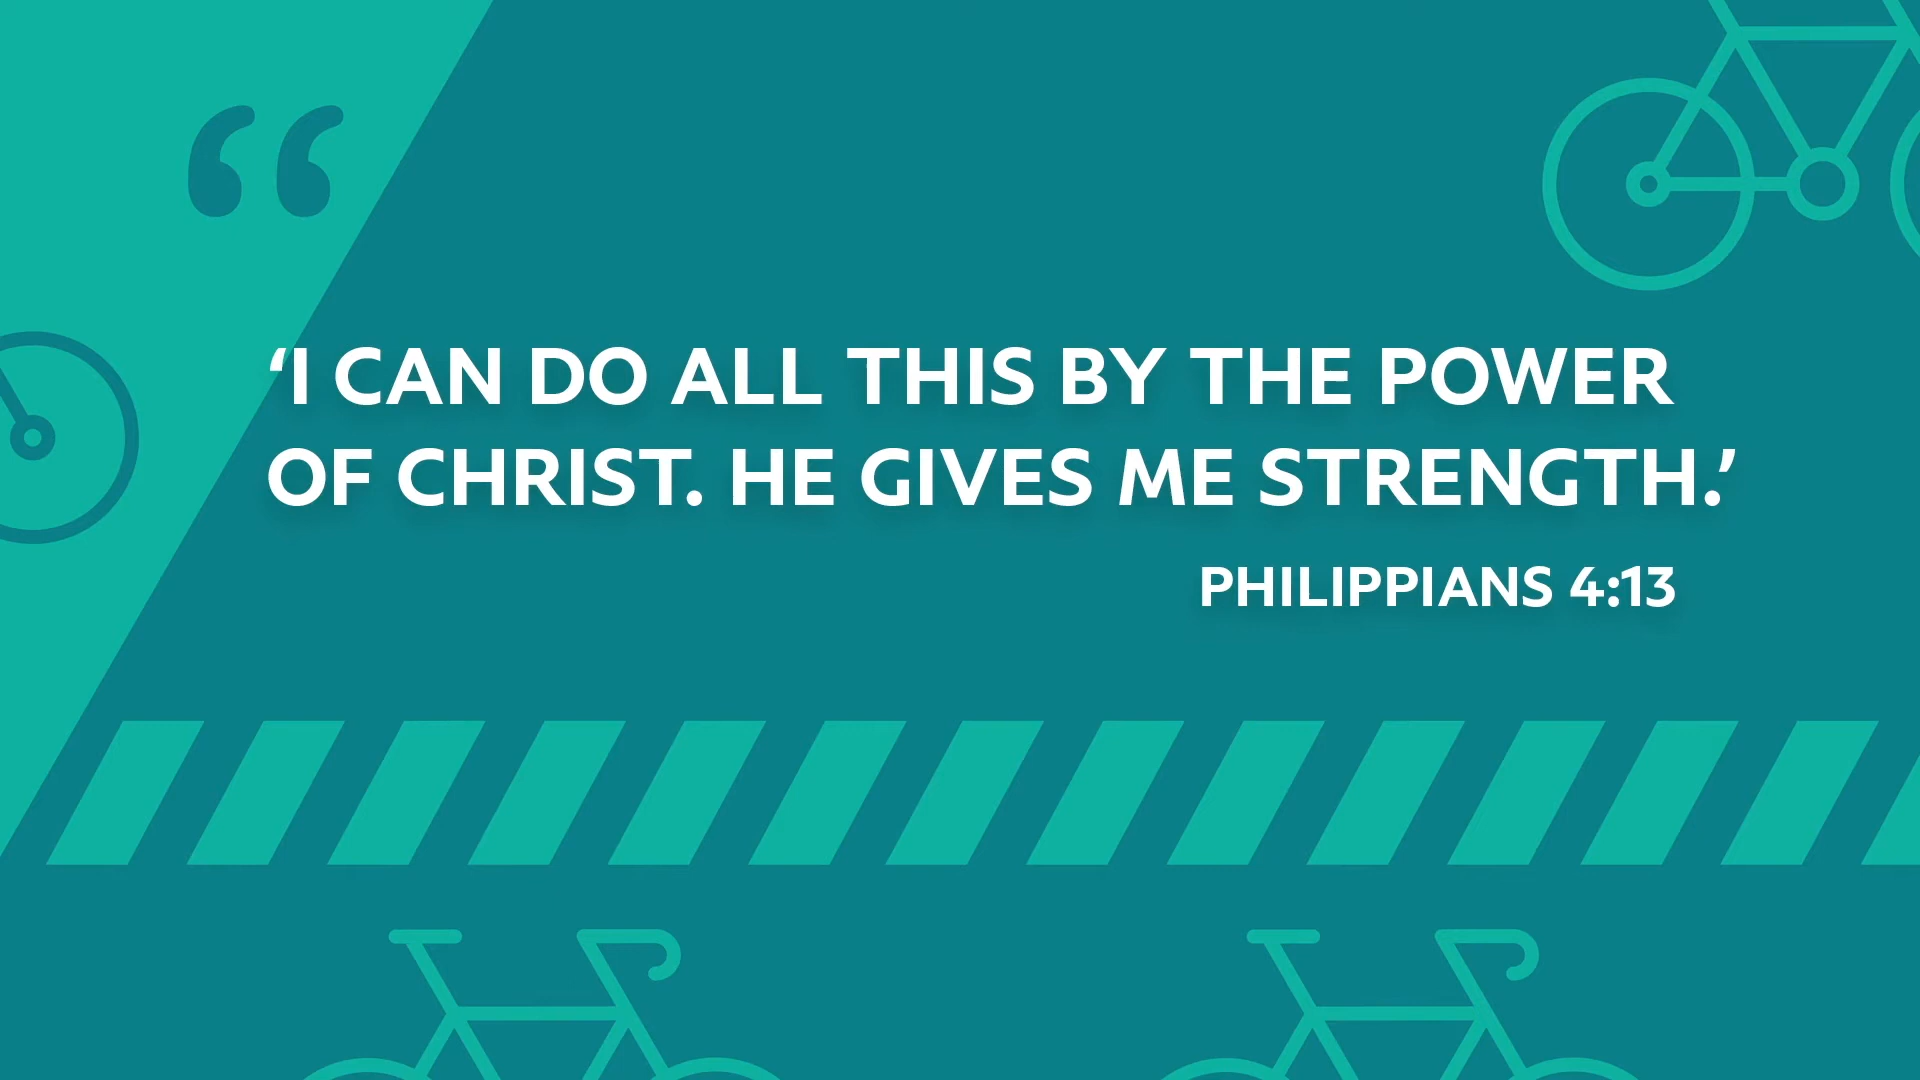 “
‘I CAN DO ALL THIS BY THE POWER
OF CHRIST. HE GIVES ME STRENGTH.’
PHILIPPIANS 4:13